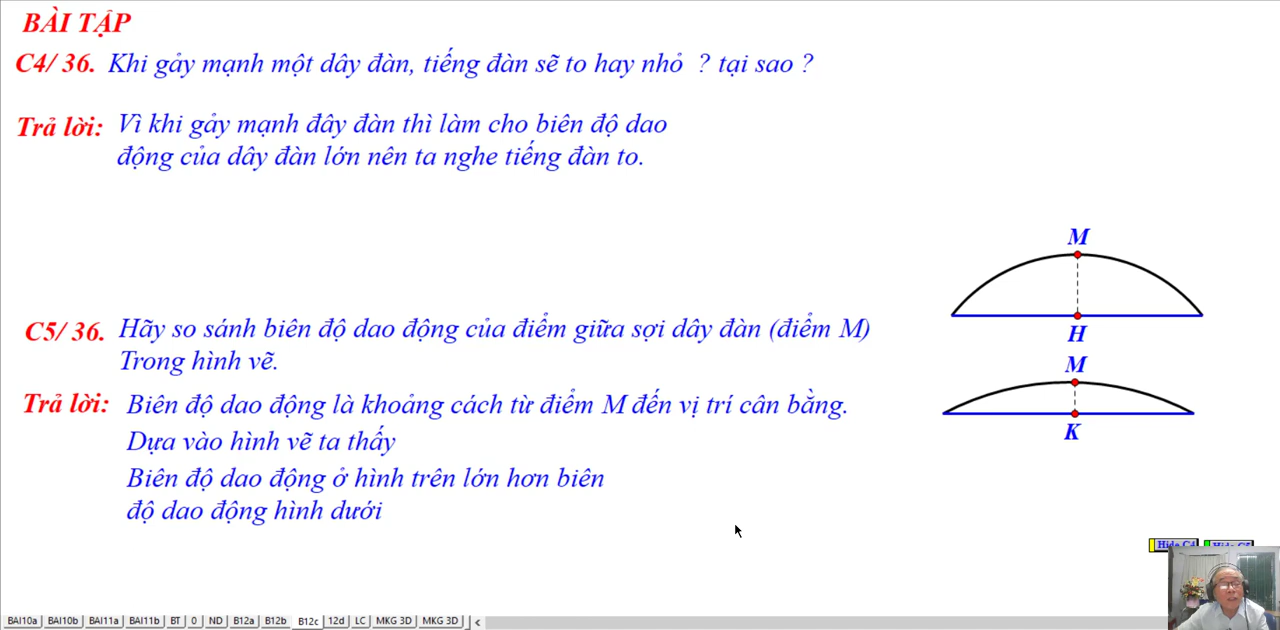 BÀI TẬP
C4/ 36. Khi gảy mạnh một dây đàn, tiếng đàn sẽ to hay nhỏ ? tại sao ?
Trả lời: Vì khi gảy mạnh đây đàn thì làm cho biên độ dao
động của dây đàn lớn nên ta nghe tiếng đàn to.
M
H
C5/ 36. Hãy so sánh biên độ dao động của điểm giữa sợi dây đàn (điểm M)
Trong hình vẽ.
M
K
Trả lời: Biên độ dao động là khoảng cách từ điểm M đến vị trí cân bằng.
Dựa vào hình vẽ ta thấy
Biên độ dao động ở hình trên lớn hơn biên
độ dao động hình dưới
Hide C4 Hide C5
BAI10a BAI10b BAI11a BAI11b BT 0 ND B12a B12b B12c 12d LC MKG 3D MKG 3D